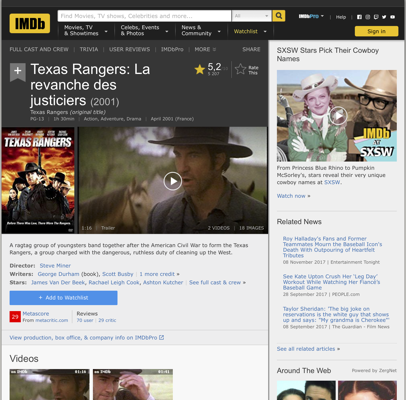 IMDb
Find Movies, TV shows, Celebrities and more...
All
IMDbPro
Help
Movies, TV
& Showtimes
Celebs, Events
& Photos
News &
Community
Watchlist
Sign in
FULL CAST AND CREW | TRIVIA | USER REVIEWS | IMDbPro | MORE
SHARE
Texas Rangers: La
revanche des
justiciers (2001)
Texas Rangers (original title)
PG-13 | 1h 30min | Action, Adventure, Drama | April 2001 (France)
5,2
Rate
This
TEXAS RANGERS
1:16 | Trailer
2 VIDEOS | 18 IMAGES
A ragtag group of youngsters band together after the American Civil War to form the Texas
Rangers, a group charged with the dangerous, ruthless duty of cleaning up the West.
Director: Steve Miner
Writers: George Durham (book), Scott Busby | 1 more credit »
Stars: James Van Der Beek, Rachael Leigh Cook, Ashton Kutcher | See full cast & crew »
+ Add to Watchlist
29
Metascore
From metacritic.com
Reviews
70 user | 29 critic
View production, box office, & company info on IMDbPro
Videos
01:16
SXSW Stars Pick Their Cowboy
Names
IMDb
AT
SXSW
From Princess Blue Rhino to Pumpkin
McSorley's, stars reveal their very unique
cowboy names at SXSW.
Watch now »
Related News
Roy Halladay's Fans and Former
Teammates Mourn the Baseball Icon's
Death With Outpouring of Heartfelt
Tributes
08 November 2017 | Entertainment Tonight
See Kate Upton Crush Her 'Leg Day'
Workout While Watching Her Fiancé's
Baseball Game
28 September 2017 | PEOPLE.com
Taylor Sheridan: 'The big joke on
reservations is the white guy that shows
up and says: "My grandma is Cherokee"'
08 September 2017 | The Guardian - Film News
See all related articles »
Around The Web
Powered by ZergNet